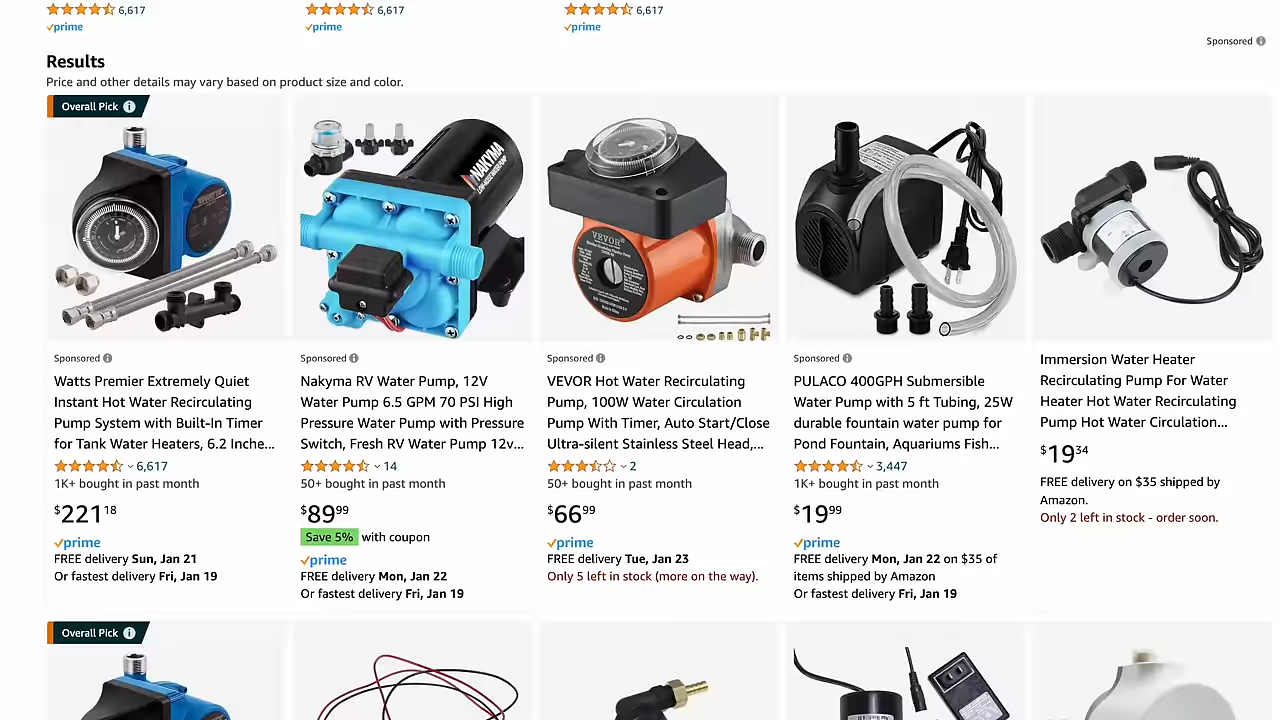 6,617
6,617
6,617
prime
prime
prime
Sponsored
Results
Price and other details may vary based on product size and color.
Overall Pick
NAKYMA
VEVOR
Sponsored
Watts Premier Extremely Quiet
Instant Hot Water Recirculating
Pump System with Built-In Timer
for Tank Water Heaters, 6.2 Inche...
6,617
1K+ bought in past month
$221 18
prime
FREE delivery Sun, Jan 21
Or fastest delivery Fri, Jan 19
Sponsored
Nakyma RV Water Pump, 12V
Water Pump 6.5 GPM 70 PSI High
Pressure Water Pump with Pressure
Switch, Fresh RV Water Pump 12v...
14
50+ bought in past month
$89 99
Save 5% with coupon
prime
FREE delivery Mon, Jan 22
Or fastest delivery Fri, Jan 19
Sponsored
VEVOR Hot Water Recirculating
Pump, 100W Water Circulation
Pump With Timer, Auto Start/Close
Ultra-silent Stainless Steel Head,...
2
50+ bought in past month
$66 99
prime
FREE delivery Tue, Jan 23
Only 5 left in stock (more on the way).
Sponsored
PULACO 400GPH Submersible
Water Pump with 5 ft Tubing, 25W
durable fountain water pump for
Pond Fountain, Aquariums Fish...
3,447
1K+ bought in past month
$19 99
prime
FREE delivery Mon, Jan 22 on $35 of
items shipped by Amazon
Or fastest delivery Fri, Jan 19
Immersion Water Heater
Recirculating Pump For Water
Heater Hot Water Recirculating
Pump Hot Water Circulation...
$19 34
FREE delivery on $35 shipped by
Amazon.
Only 2 left in stock - order soon.
Overall Pick